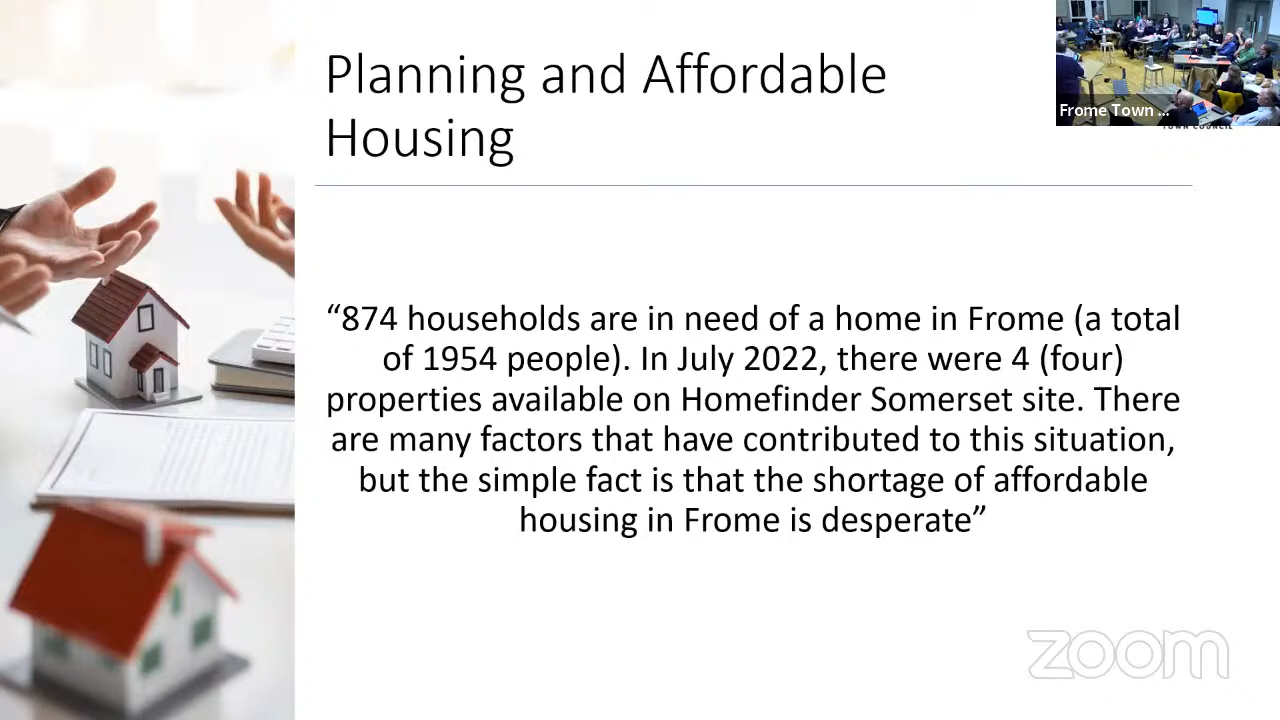 Planning and Affordable
Housing
Frome Town ...
TOWN COUNCIL
“874 households are in need of a home in Frome (a total
of 1954 people). In July 2022, there were 4 (four)
properties available on Homefinder Somerset site. There
are many factors that have contributed to this situation,
but the simple fact is that the shortage of affordable
housing in Frome is desperate”
zoom